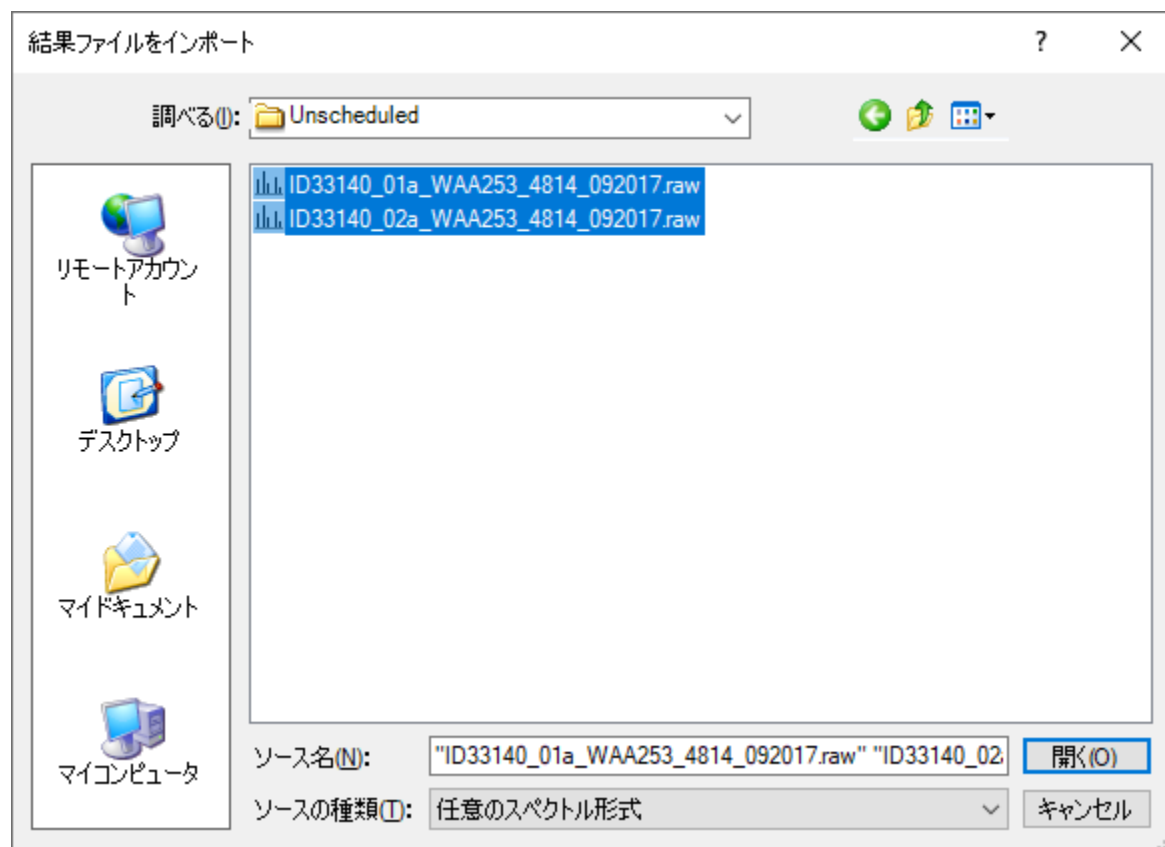 結果ファイルをインポート
?
調べる(I):
Unscheduled
ID33140_01a_WAA253_4814_092017.raw
ID33140_02a_WAA253_4814_092017.raw
リモートアカウン
ト
デスクトップ
マイドキュメント
マイコンピュータ
ソース名(N):
"ID33140_01a_WAA253_4814_092017.raw" "ID33140_02a
開く(O)
ソースの種類(T):
任意のスペクトル形式
キャンセル